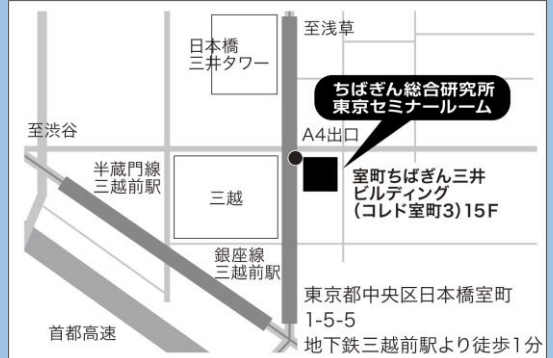 至浅草
日本橋
三井タワー
ちばぎん総合研究所
東京セミナールーム
至渋谷
A4出口
半蔵門線
三越前駅
三越
室町ちばぎん三井
ビルディング
(コレド室町3)15F
銀座線
三越前駅
東京都中央区日本橋室町
1-5-5
地下鉄三越前駅より徒歩1分
首都高速